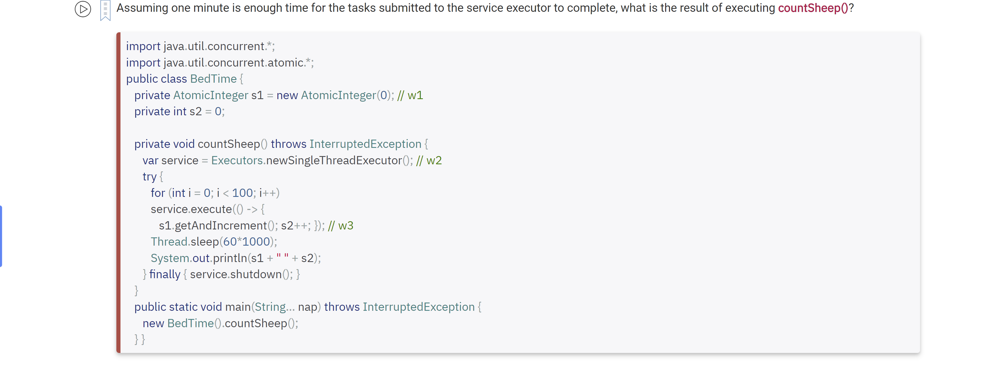 Assuming one minute is enough time for the tasks submitted to the service executor to complete, what is the result of executing countSheep()?
import java.util.concurrent.*;
import java.util.concurrent.atomic.*;
public class BedTime {
private AtomicInteger s1 = new AtomicInteger(0); // w1
private int s2 = 0;
private void countSheep() throws InterruptedException {
var service = Executors.newSingleThreadExecutor(); // w2
try {
for (int i = 0; i < 100; i++)
service.execute(() -> {
s1.getAndIncrement(); s2++; }); // w3
Thread.sleep(60*1000);
System.out.println(s1 + " " + s2);
} finally { service.shutdown(); }
}
public static void main(String... nap) throws InterruptedException {
new BedTime().countSheep();
} }